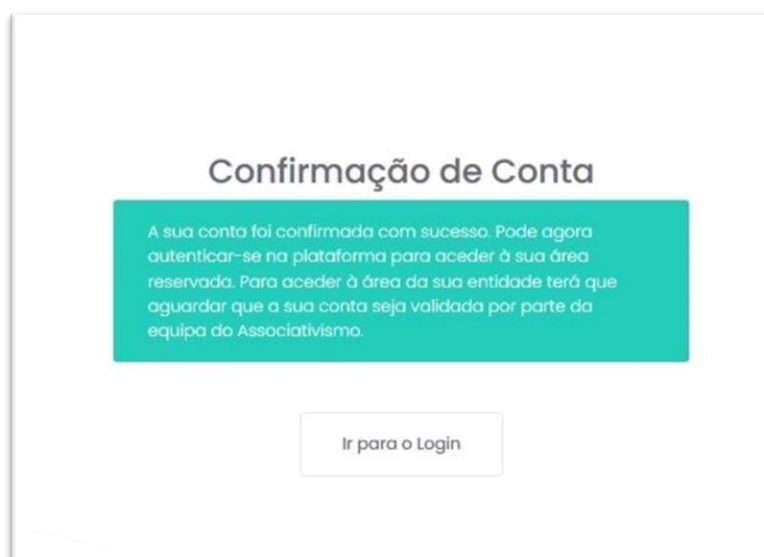 Confirmação de Conta
A sua conta foi confirmada com sucesso. Pode agora
autenticar-se na plataforma para aceder à sua área
reservada. Para aceder à área da sua entidade terá que
aguardar que a sua conta seja validada por parte da
equipa do Associativismo.
Ir para o Login